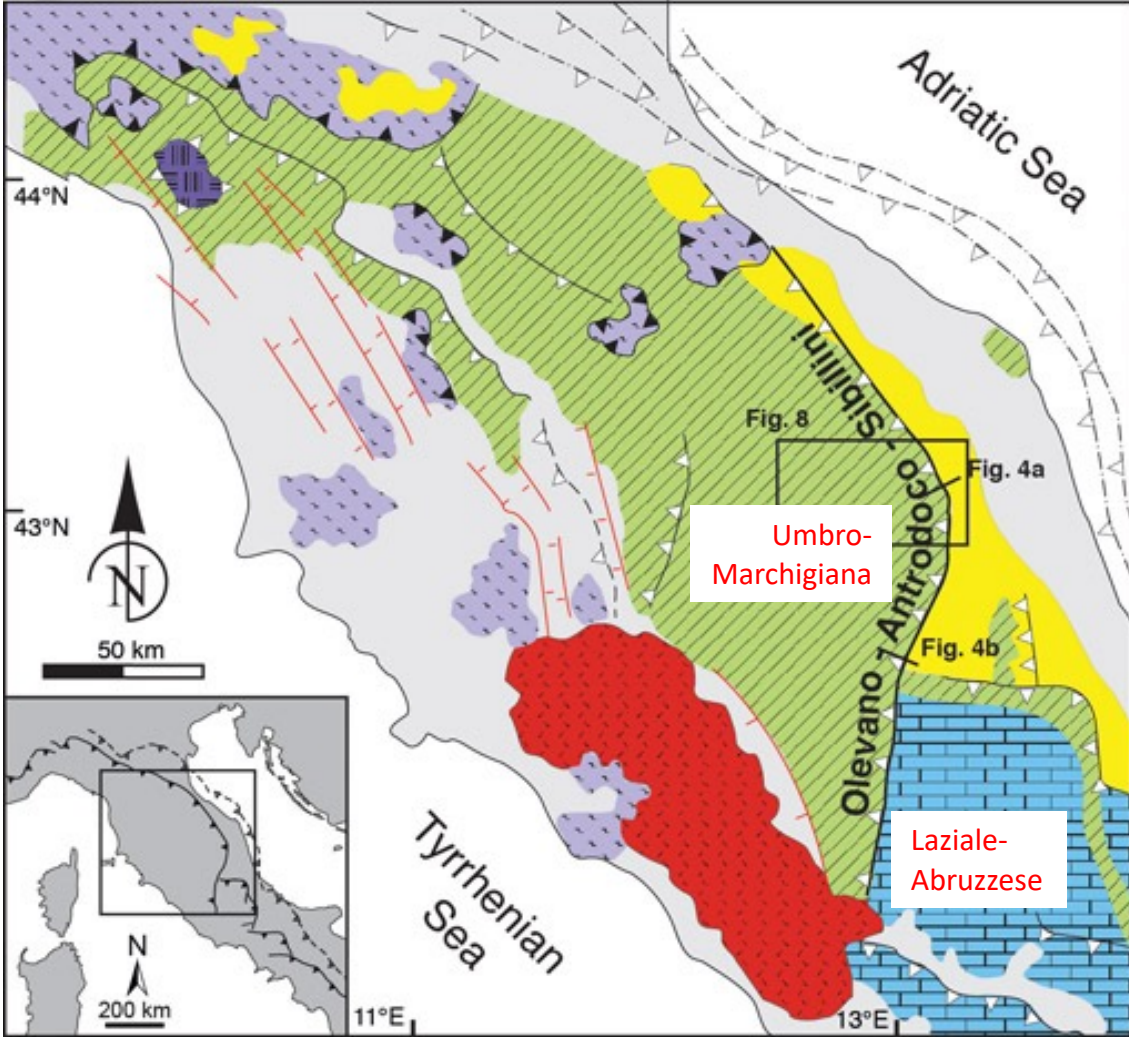 Adriatic Sea
44°N
Olevano - Antrodoco - Sibillini
Fig. 8
Fig. 4a
43°N
Umbro-
Marchigiana
N
50 km
Fig. 4b
Laziale-
Abruzzese
Tyrrhenian
Sea
N
200 km
11°E
13°E